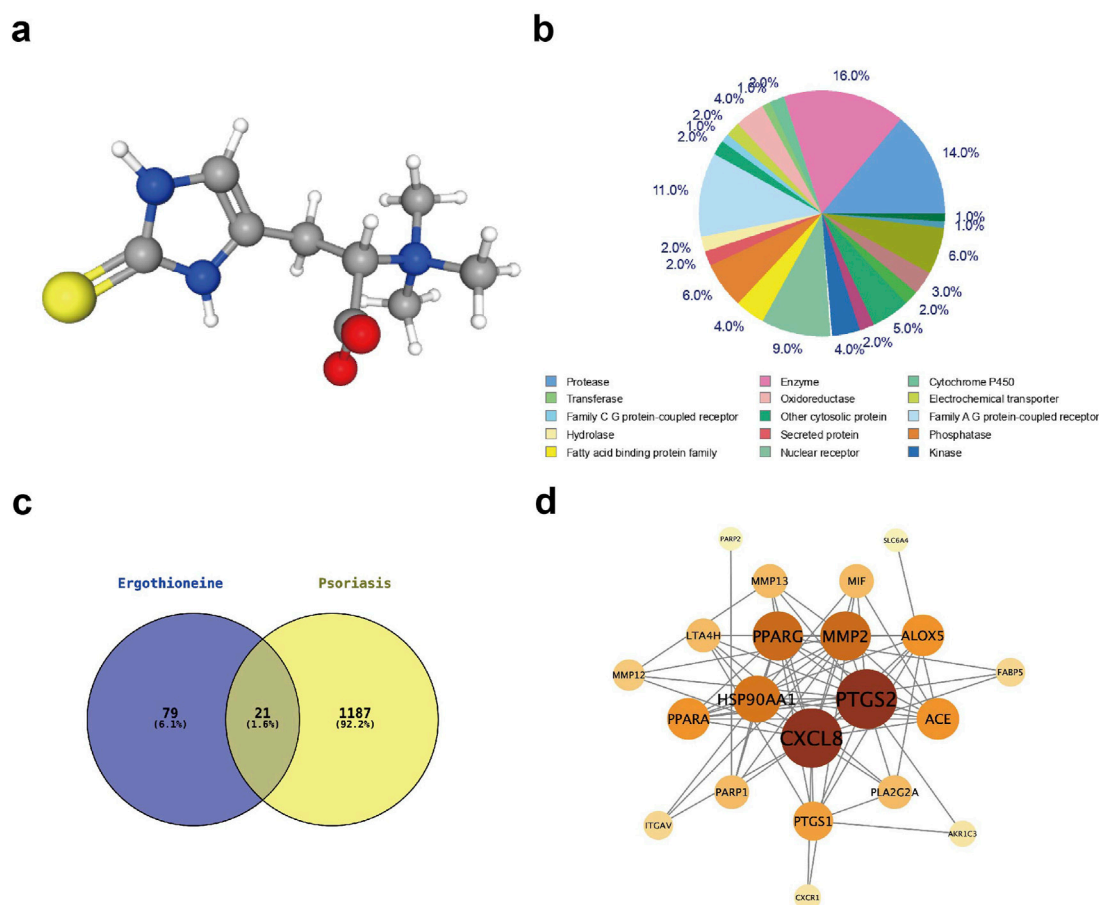 a
b
2.0%
1.0%
4.0%
2.0%
1.0%
2.0%
11.0%
2.0%
2.0%
6.0%
4.0%
9.0%
4.0%
2.0%
5.0%
2.0%
3.0%
6.0%
1.0%
1.0%
14.0%
16.0%
Protease Enzyme Cytochrome P450
Transferase Oxidoreductase Electrochemical transporter
Family C G protein-coupled receptor Other cytosolic protein Family A G protein-coupled receptor
Hydrolase Secreted protein Phosphatase
Fatty acid binding protein family Nuclear receptor Kinase
c
Ergothioneine Psoriasis
79 21 1187
(6.1%) (1.6%) (92.2%)
d
PARP2 SLC6A4
MMP13 MIF
LTA4H PPARG MMP2 ALOX5
MMP12 FABP5
HSP90AA1 PTGS2
PPARA ACE
CXCL8
PARP1 PLA2G2A
ITGAV PTGS1 AKR1C3
CXCR1